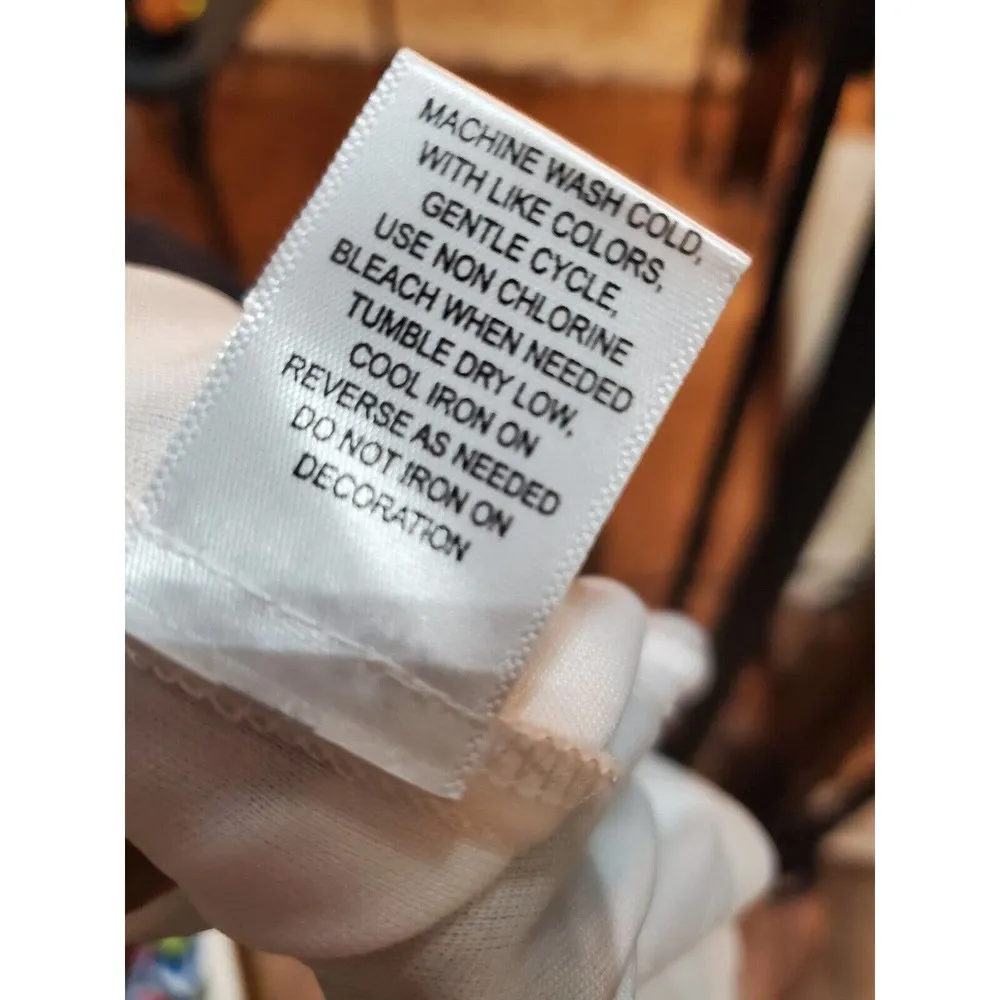 MACHINE WASH COLD,
WITH LIKE COLORS,
GENTLE CYCLE,
USE NON CHLORINE
BLEACH WHEN NEEDED
TUMBLE DRY LOW,
COOL IRON ON
REVERSE AS NEEDED
DO NOT IRON ON
DECORATION